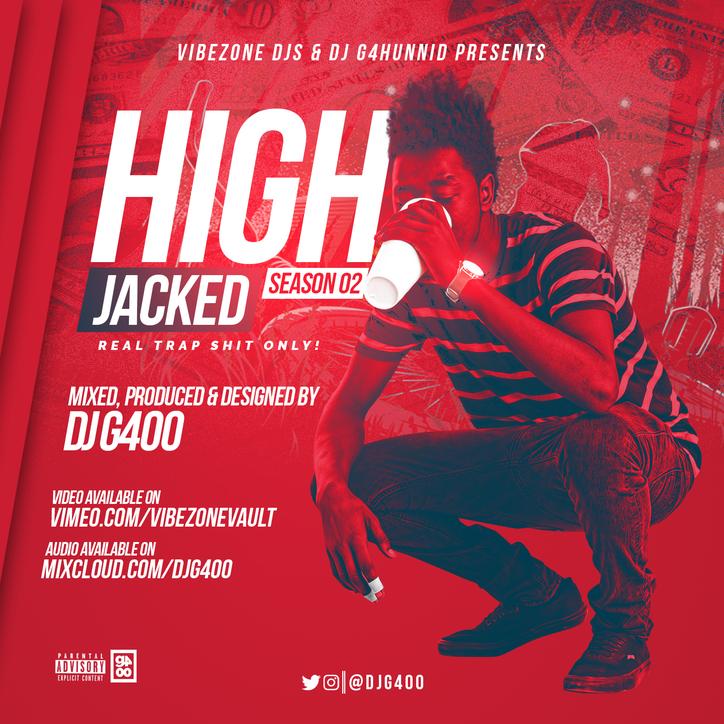 VIBEZONE DJS & DJ G4HUNNID PRESENTS
HIGH
JACKED
SEASON 02
REAL TRAP SHIT ONLY!
MIXED, PRODUCED & DESIGNED BY
DJ G400
VIDEO AVAILABLE ON
VIMEO.COM/VIBEZONEVAULT
AUDIO AVAILABLE ON
MIXCLOUD.COM/DJG400
PARENTAL
ADVISORY
EXPLICIT CONTENT
g4
00
@DJG400